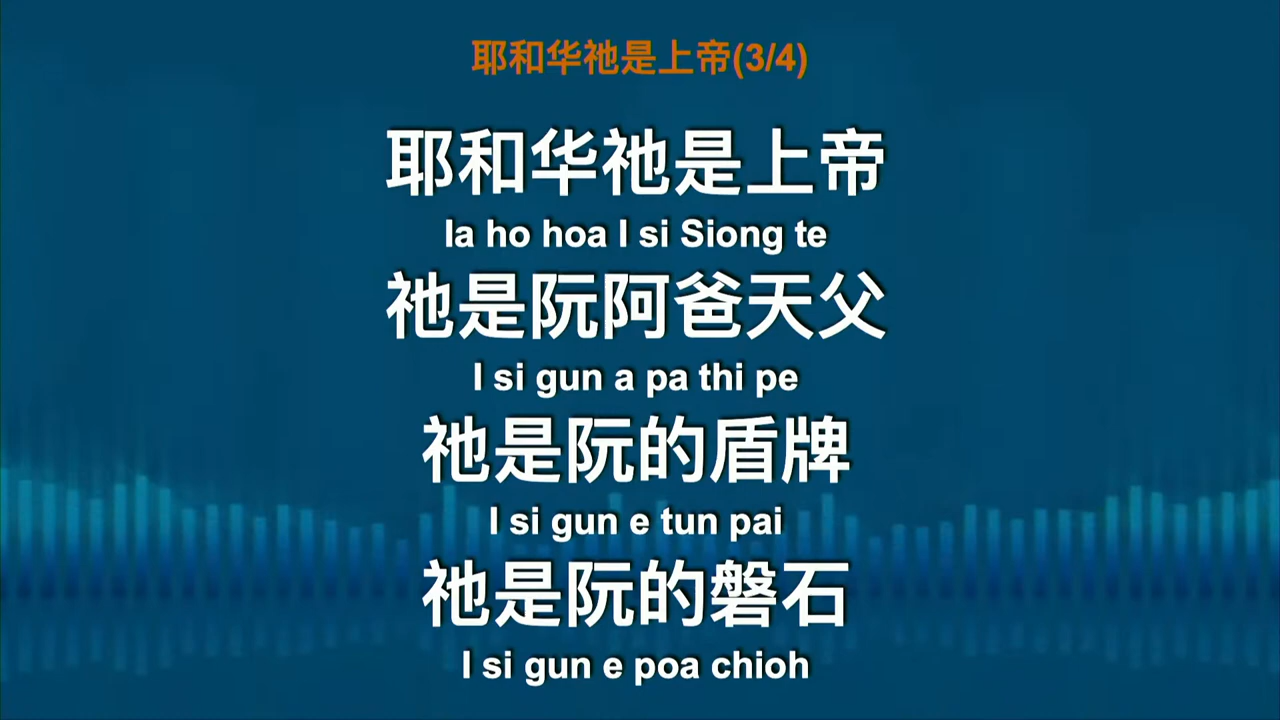 耶和华祂是上帝(3/4)
耶和华祂是上帝
Ia ho hoa I si Siong te
祂是阮阿爸天父
I si gun a pa thi pe
祂是阮的盾牌
I si gun e tun pai
祂是阮的磐石
I si gun e poa chioh